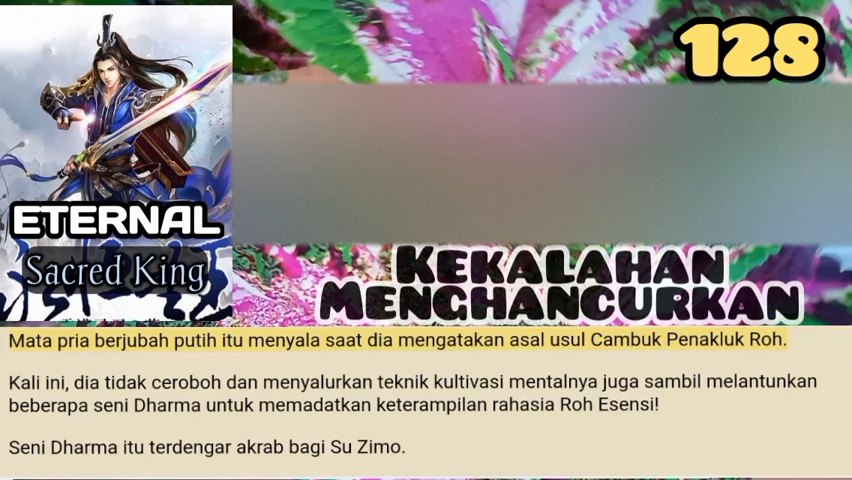 128
ETERNAL
Sacred King
KEKALAHAN
MENGHANCURKAN
Mata pria berjubah putih itu menyala saat dia mengatakan asal usul Cambuk Penakluk Roh.
Kali ini, dia tidak ceroboh dan menyalurkan teknik kultivasi mentalnya juga sambil melantunkan
beberapa seni Dharma untuk memadatkan keterampilan rahasia Roh Esensi!
Seni Dharma itu terdengar akrab bagi Su Zimo.